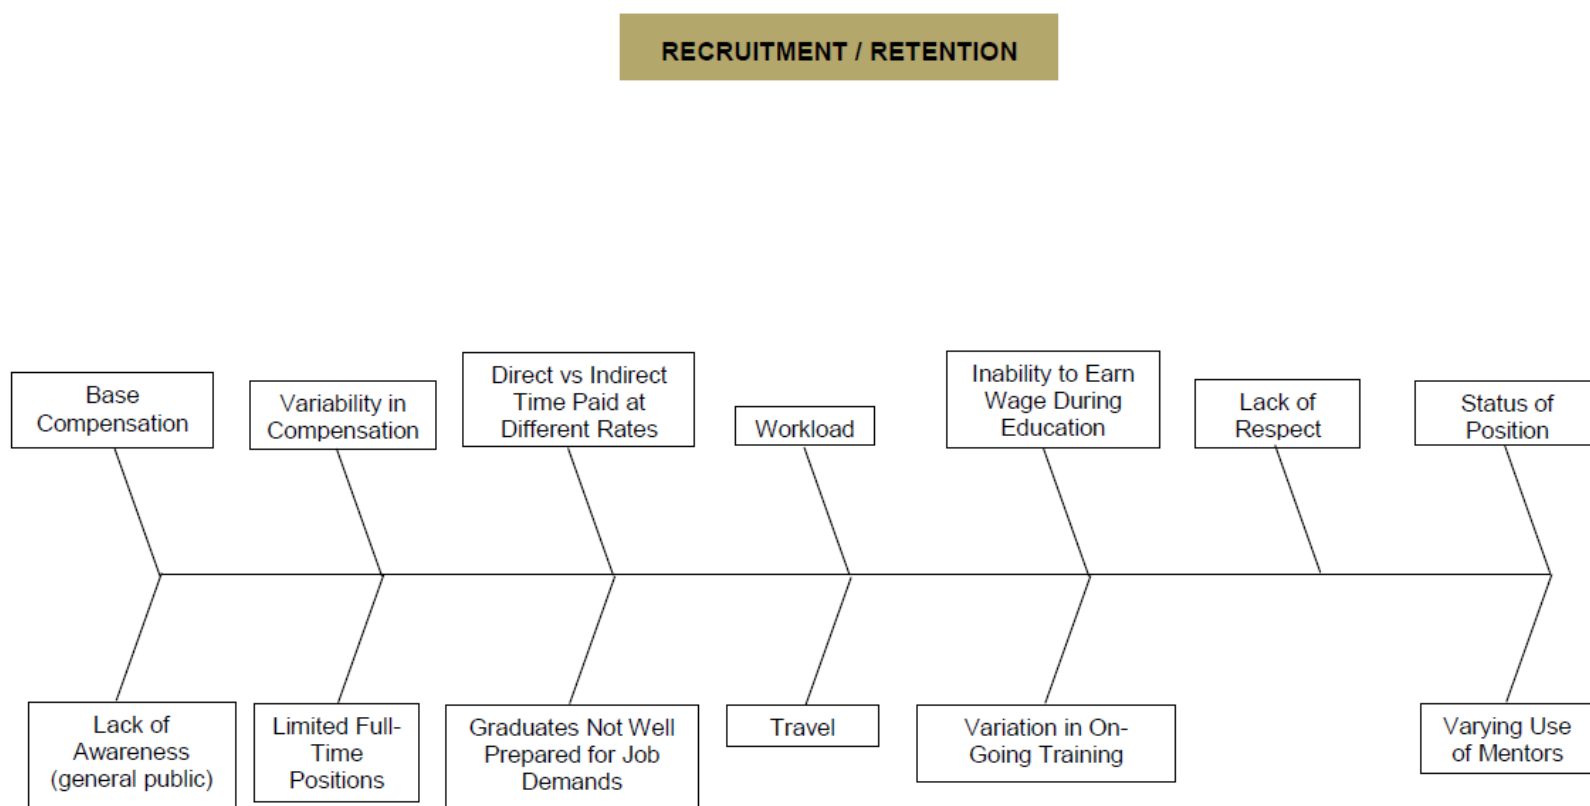 RECRUITMENT / RETENTION
Base
Compensation
Variability in
Compensation
Direct vs Indirect
Time Paid at
Different Rates
Workload
Inability to Earn
Wage During
Education
Lack of
Respect
Status of
Position
Lack of
Awareness
(general public)
Limited Full-
Time
Positions
Graduates Not Well
Prepared for Job
Demands
Travel
Variation in On-
Going Training
Varying Use
of Mentors